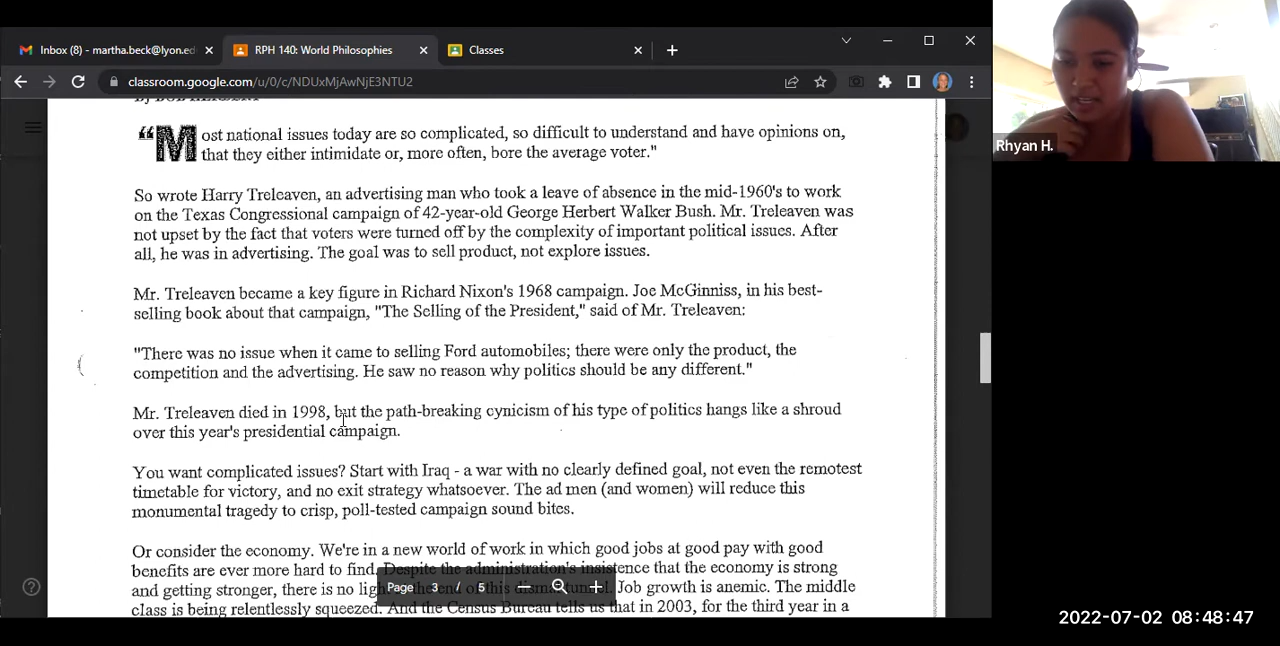 Inbox (8) - martha.beck@lyon.ed
RPH 140: World Philosophies
Classes
classroom.google.com/u/0/c/NDUxMjAwNjE3NTU2
"Most national issues today are so complicated, so difficult to understand and have opinions on,
that they either intimidate or, more often, bore the average voter."
So wrote Harry Treleaven, an advertising man who took a leave of absence in the mid-1960's to work
on the Texas Congressional campaign of 42-year-old George Herbert Walker Bush. Mr. Treleaven was
not upset by the fact that voters were turned off by the complexity of important political issues. After
all, he was in advertising. The goal was to sell product, not explore issues.
Mr. Treleaven became a key figure in Richard Nixon's 1968 campaign. Joe McGinniss, in his best-
selling book about that campaign, "The Selling of the President," said of Mr. Treleaven:
"There was no issue when it came to selling Ford automobiles; there were only the product, the
competition and the advertising. He saw no reason why politics should be any different."
Mr. Treleaven died in 1998, but the path-breaking cynicism of his type of politics hangs like a shroud
over this year's presidential campaign.
You want complicated issues? Start with Iraq - a war with no clearly defined goal, not even the remotest
timetable for victory, and no exit strategy whatsoever. The ad men (and women) will reduce this
monumental tragedy to crisp, poll-tested campaign sound bites.
Or consider the economy. We're in a new world of work in which good jobs at good pay with good
benefits are ever more hard to find. Despite the administration's insistence that the economy is strong
and getting stronger, there is no light at the end of this dismal tunnel. Job growth is anemic. The middle
class is being relentlessly squeezed. And the Census Bureau tells us that in 2003, for the third year in a
Page 3 / 5
Rhyan H.
2022-07-02 08:48:47